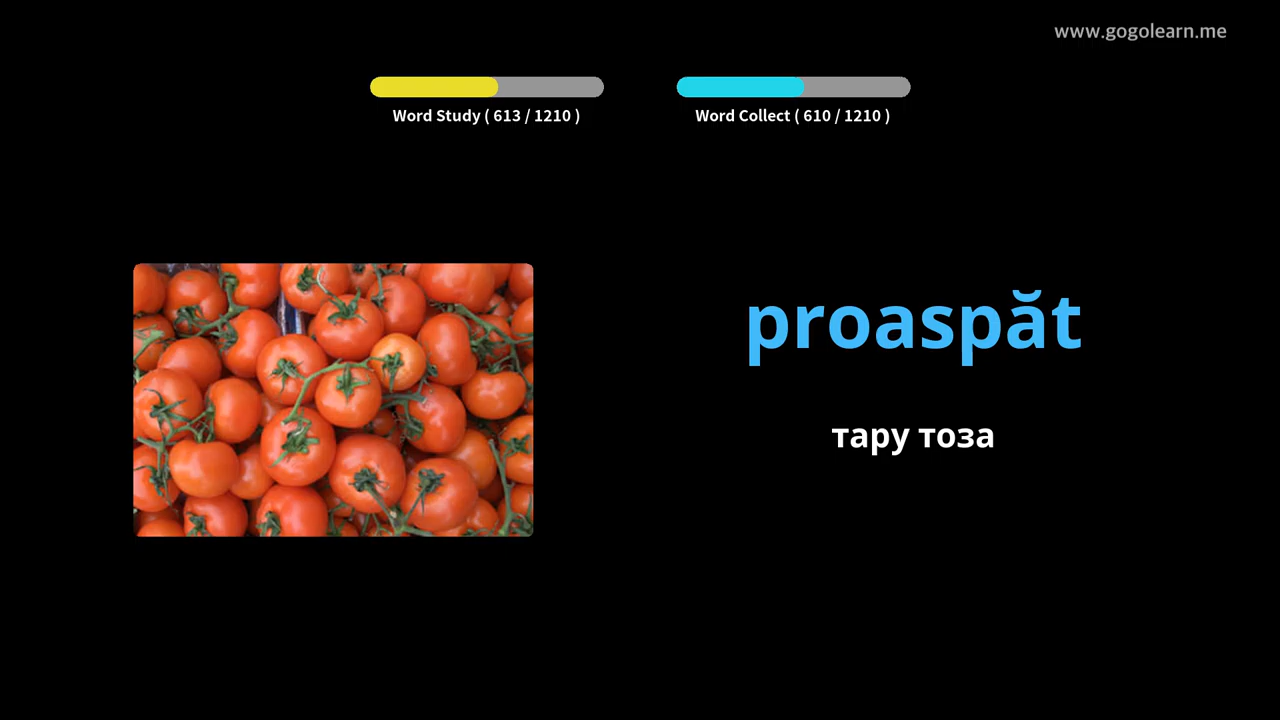 www.gogolearn.me
Word Study ( 613 / 1210 )
Word Collect ( 610 / 1210 )
proaspăt
тару тоза